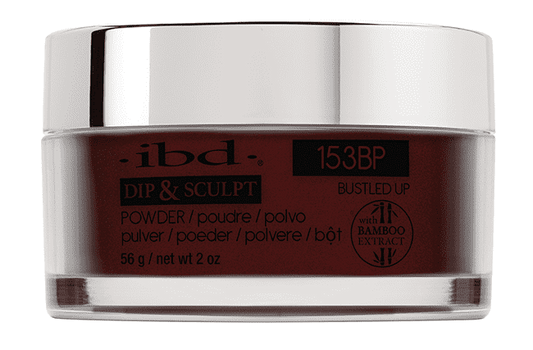 ·ibd·®
153BP
DIP & SCULPT
BUSTLED UP
POWDER / poudre / polvo
pulver / poeder / polvere / bột
56 g / net wt 2 oz
with
BAMBOO
EXTRACT